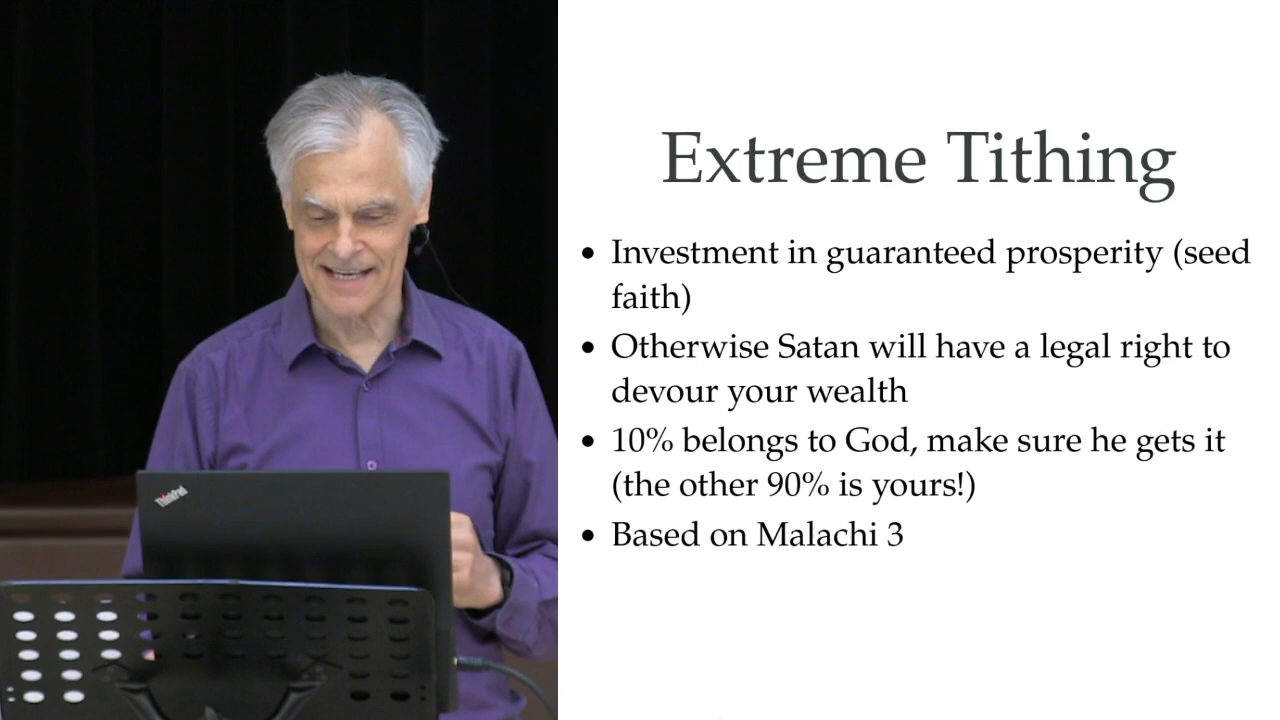 Extreme Tithing
• Investment in guaranteed prosperity (seed
faith)
• Otherwise Satan will have a legal right to
devour your wealth
• 10% belongs to God, make sure he gets it
(the other 90% is yours!)
• Based on Malachi 3
ThinkPad